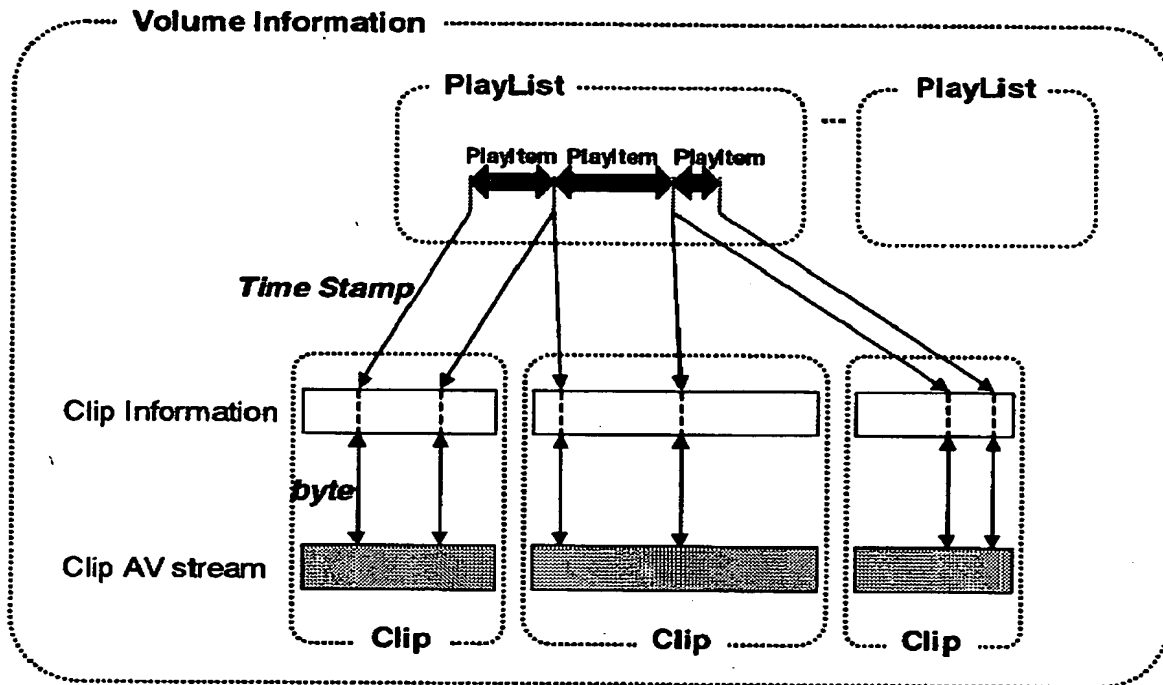 Volume Information
PlayList
PlayList
...
PlayItem PlayItem PlayItem
Time Stamp
Clip Information
byte
Clip AV stream
Clip
Clip
Clip